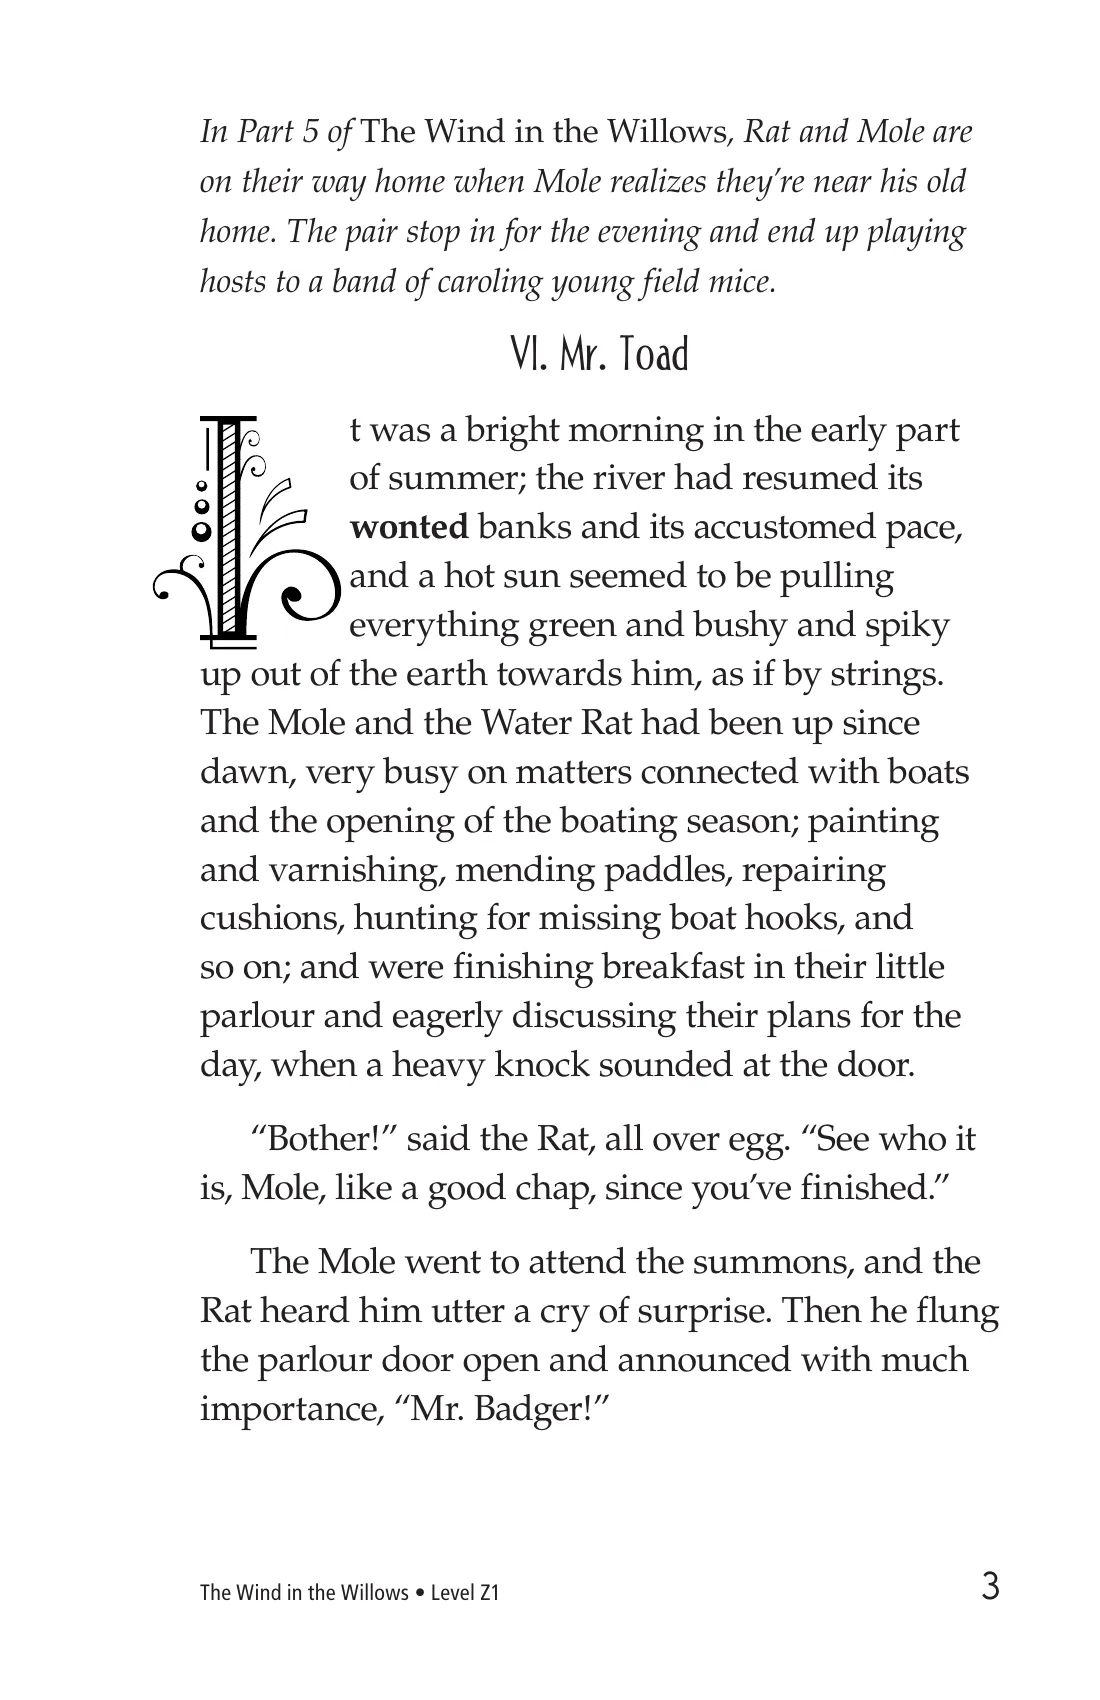 In Part 5 of The Wind in the Willows, Rat and Mole are
on their way home when Mole realizes they’re near his old
home. The pair stop in for the evening and end up playing
hosts to a band of caroling young field mice.
VI. Mr. Toad
It was a bright morning in the early part
of summer; the river had resumed its
wonted banks and its accustomed pace,
and a hot sun seemed to be pulling
everything green and bushy and spiky
up out of the earth towards him, as if by strings.
The Mole and the Water Rat had been up since
dawn, very busy on matters connected with boats
and the opening of the boating season; painting
and varnishing, mending paddles, repairing
cushions, hunting for missing boat hooks, and
so on; and were finishing breakfast in their little
parlour and eagerly discussing their plans for the
day, when a heavy knock sounded at the door.
“Bother!” said the Rat, all over egg. “See who it
is, Mole, like a good chap, since you’ve finished.”
The Mole went to attend the summons, and the
Rat heard him utter a cry of surprise. Then he flung
the parlour door open and announced with much
importance, “Mr. Badger!”
The Wind in the Willows • Level Z1
3